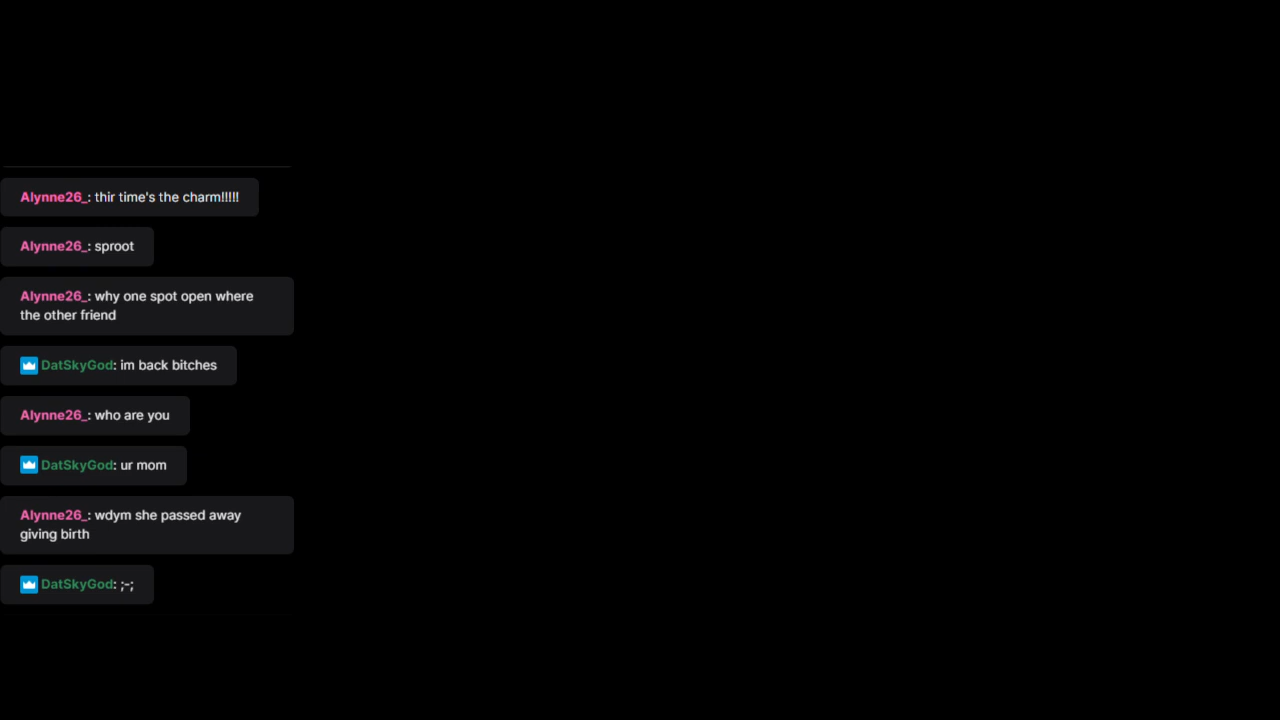 Alynne26_: thir time's the charm!!!!!
Alynne26_: sproot
Alynne26_: why one spot open where
the other friend
DatSkyGod: im back bitches
Alynne26_: who are you
DatSkyGod: ur mom
Alynne26_: wdym she passed away
giving birth
DatSkyGod: ;-;